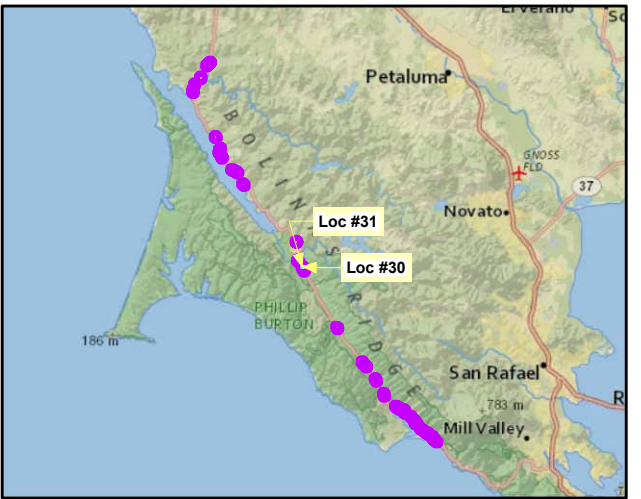 El Verano
Petaluma
GNOSS
FLD
37
BOLINAS RIDGE
Novato
Loc #31
Loc #30
PHILLIP
BURTON
186 m
San Rafael
783 m
Mill Valley